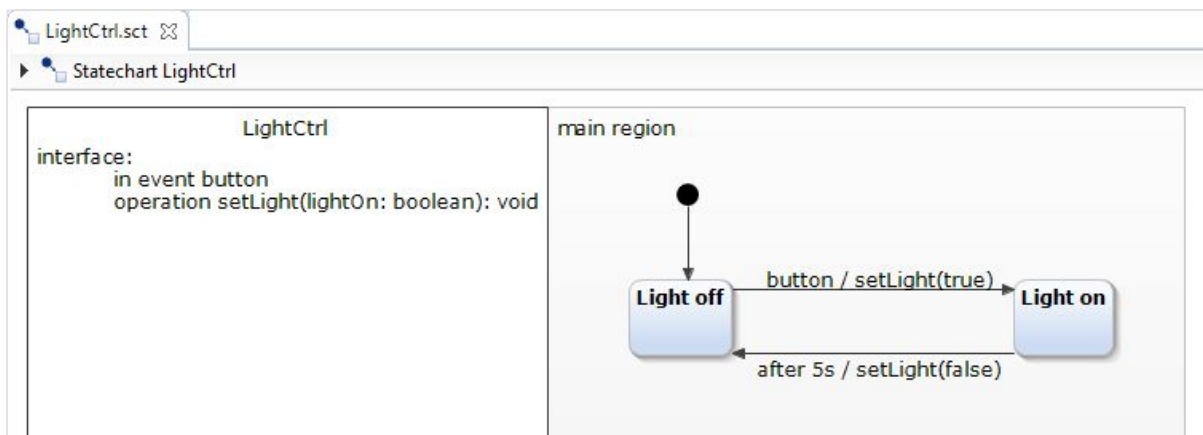 LightCtrl.sct
Statechart LightCtrl
LightCtrl
interface:
in event button
operation setLight(lightOn: boolean): void
main region
button / setLight(true)
Light off
Light on
after 5s / setLight(false)